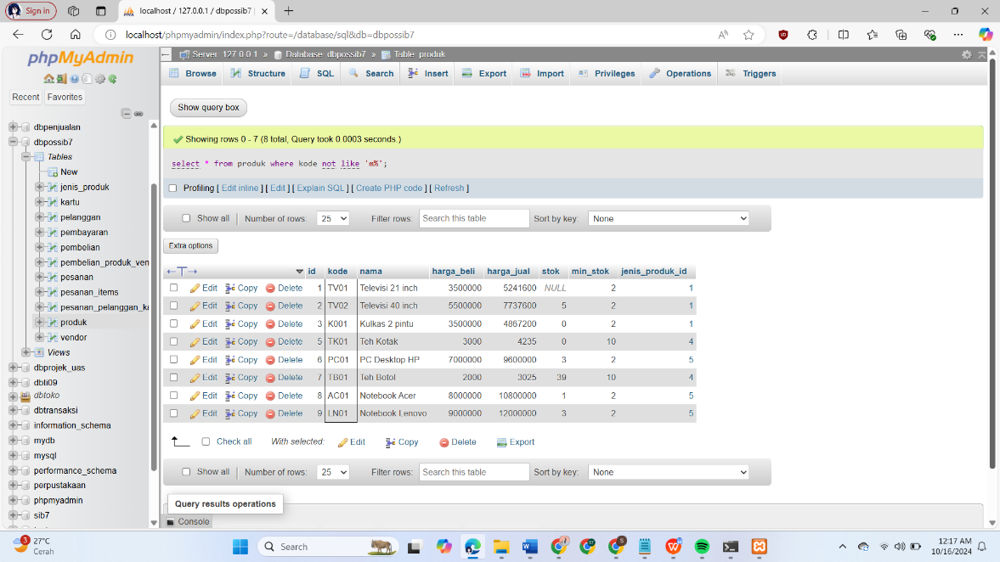 Sign in
localhost / 127.0.0.1 / dbpossib7 |
localhost/phpmyadmin/index.php?route=/database/sql&db=dbpossib7
phpMyAdmin
Recent Favorites
dbpenjualan
dbpossib7
Tables
New
jenis_produk
kartu
pelanggan
pembayaran
pembelian
pembelian_produk_ven
pesanan
pesanan_items
pesanan_pelanggan_ka
produk
vendor
Views
dbprojek_uas
dbti09
dbtoko
dbtransaksi
information_schema
mydb
mysql
performance_schema
perpustakaan
phpmyadmin
sib7
Server 127.0.0.1 » Database dbpossib7 » Table produk
Browse Structure SQL Search Insert Export Import Privileges Operations Triggers
Show query box
Showing rows 0 - 7 (8 total, Query took 0.0003 seconds.)
select * from produk where kode not like 'm%';
Profiling [ Edit inline ] [ Edit ] [ Explain SQL ] [ Create PHP code ] [ Refresh ]
Show all Number of rows: 25 Filter rows: Search this table Sort by key: None
Extra options
id kode nama harga_beli harga_jual stok min_stok jenis_produk_id
Edit Copy Delete 1 TV01 Televisi 21 inch 3500000 5241600 NULL 2 1
Edit Copy Delete 2 TV02 Televisi 40 inch 5500000 7737600 5 2 1
Edit Copy Delete 3 K001 Kulkas 2 pintu 3500000 4867200 0 2 1
Edit Copy Delete 5 TK01 Teh Kotak 3000 4235 0 10 4
Edit Copy Delete 6 PC01 PC Desktop HP 7000000 9600000 3 2 5
Edit Copy Delete 7 TB01 Teh Botol 2000 3025 39 10 4
Edit Copy Delete 8 AC01 Notebook Acer 8000000 10800000 1 2 5
Edit Copy Delete 9 LN01 Notebook Lenovo 9000000 12000000 3 2 5
Check all With selected: Edit Copy Delete Export
Show all Number of rows: 25 Filter rows: Search this table Sort by key: None
Query results operations
Console
3
27°C
Cerah
Search
12:17 AM
10/16/2024